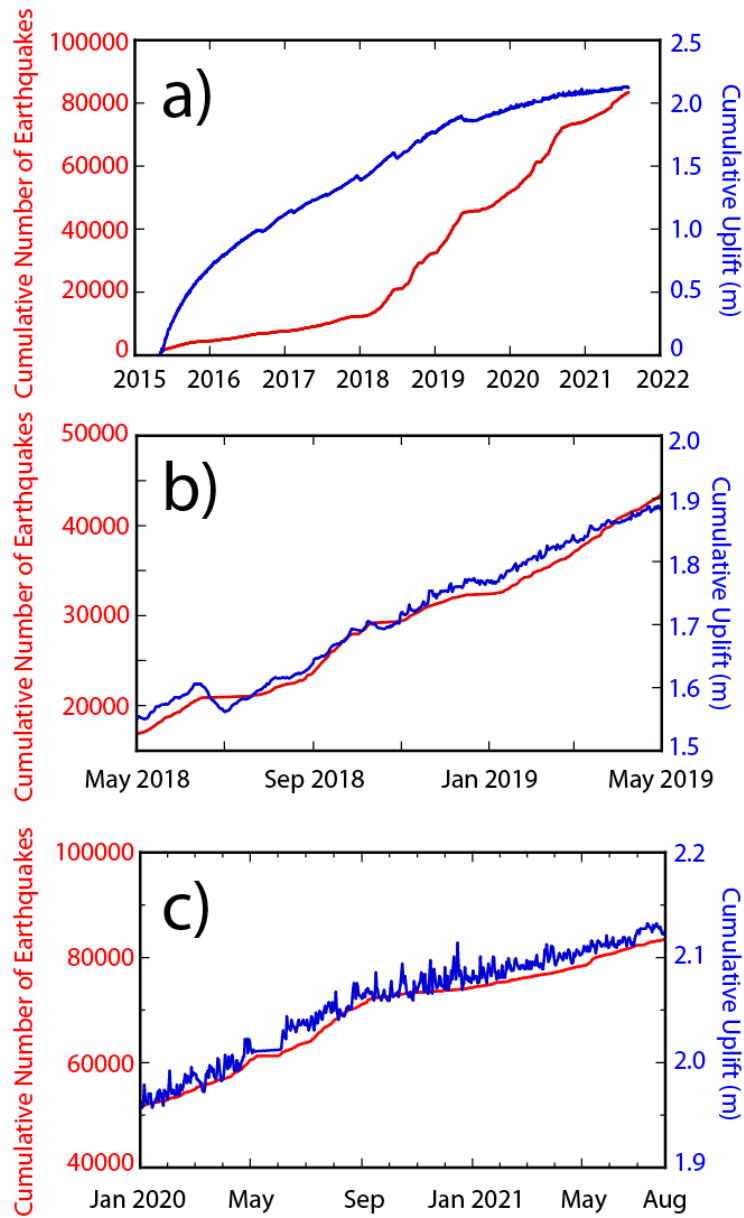 Cumulative Number of Earthquakes
100000
80000
60000
40000
20000
0
a)
2.5
2.0
1.5
1.0
0.5
0
Cumulative Uplift (m)
2015 2016 2017 2018 2019 2020 2021 2022
Cumulative Number of Earthquakes
50000
40000
30000
20000
b)
2.0
1.9
1.8
1.7
1.6
1.5
Cumulative Uplift (m)
May 2018 Sep 2018 Jan 2019 May 2019
Cumulative Number of Earthquakes
100000
80000
60000
40000
c)
2.2
2.1
2.0
1.9
Cumulative Uplift (m)
Jan 2020 May Sep Jan 2021 May Aug